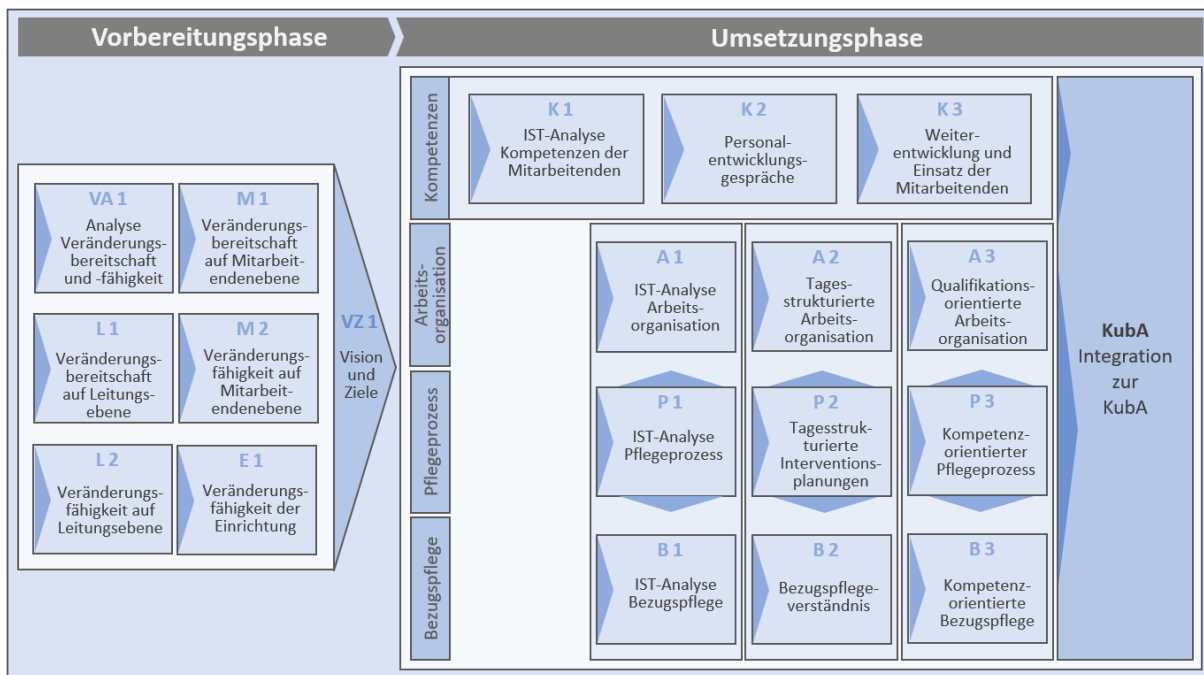 Vorbereitungsphase
Umsetzungsphase
VA 1
Analyse
Veränderungs-
bereitschaft
und -fähigkeit
M 1
Veränderungs-
bereitschaft
auf Mitarbeit-
endenebene
L 1
Veränderungs-
bereitschaft
auf Leitungs-
ebene
M 2
Veränderungs-
fähigkeit auf
Mitarbeit-
endenebene
L 2
Veränderungs-
fähigkeit auf
Leitungsebene
E 1
Veränderungs-
fähigkeit der
Einrichtung
VZ 1
Vision
und
Ziele
Kompetenzen
K 1
IST-Analyse
Kompetenzen der
Mitarbeitenden
K 2
Personal-
entwicklungs-
gespräche
K 3
Weiter-
entwicklung und
Einsatz der
Mitarbeitenden
Arbeits-
organisation
A 1
IST-Analyse
Arbeits-
organisation
A 2
Tages-
strukturierte
Arbeits-
organisation
A 3
Qualifikations-
orientierte
Arbeits-
organisation
Pflegeprozess
P 1
IST-Analyse
Pflegeprozess
P 2
Tagesstruk-
turierte
Interventions-
planungen
P 3
Kompetenz-
orientierter
Pflegeprozess
Bezugspflege
B 1
IST-Analyse
Bezugspflege
B 2
Bezugspflege-
verständnis
B 3
Kompetenz-
orientierte
Bezugspflege
KubA
Integration
zur
KubA